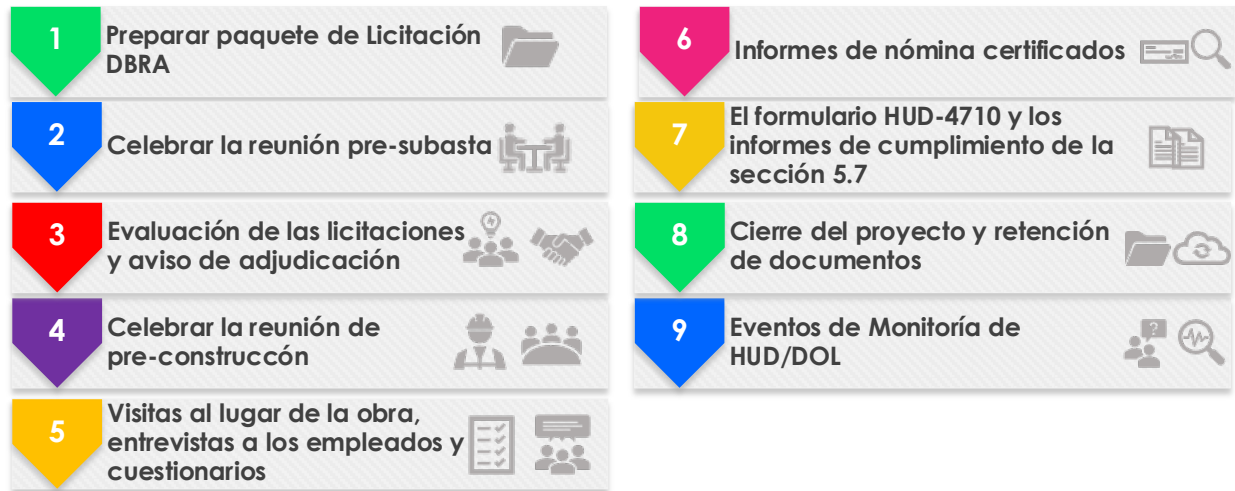 1
Preparar paquete de Licitación
DBRA
2
Celebrar la reunión pre-subasta
3
Evaluación de las licitaciones
y aviso de adjudicación
4
Celebrar la reunión de
pre-construccón
5
Visitas al lugar de la obra,
entrevistas a los empleados y
cuestionarios
6
Informes de nómina certificados
7
El formulario HUD-4710 y los
informes de cumplimiento de la
sección 5.7
8
Cierre del proyecto y retención
de documentos
9
Eventos de Monitoría de
HUD/DOL